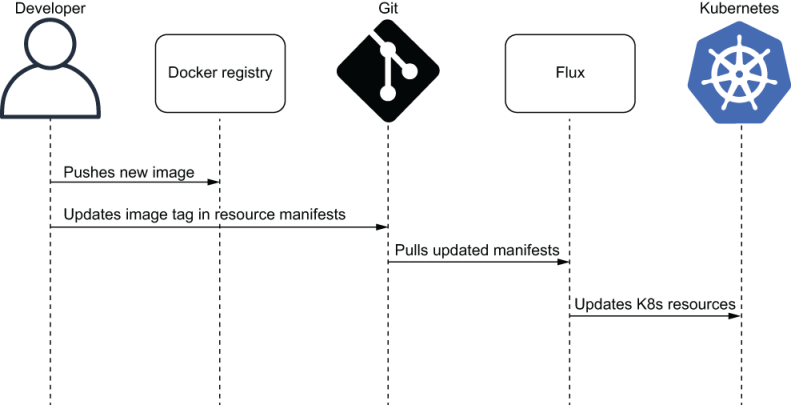 Developer
Git
Kubernetes
Docker registry
Flux
Pushes new image
Updates image tag in resource manifests
Pulls updated manifests
Updates K8s resources